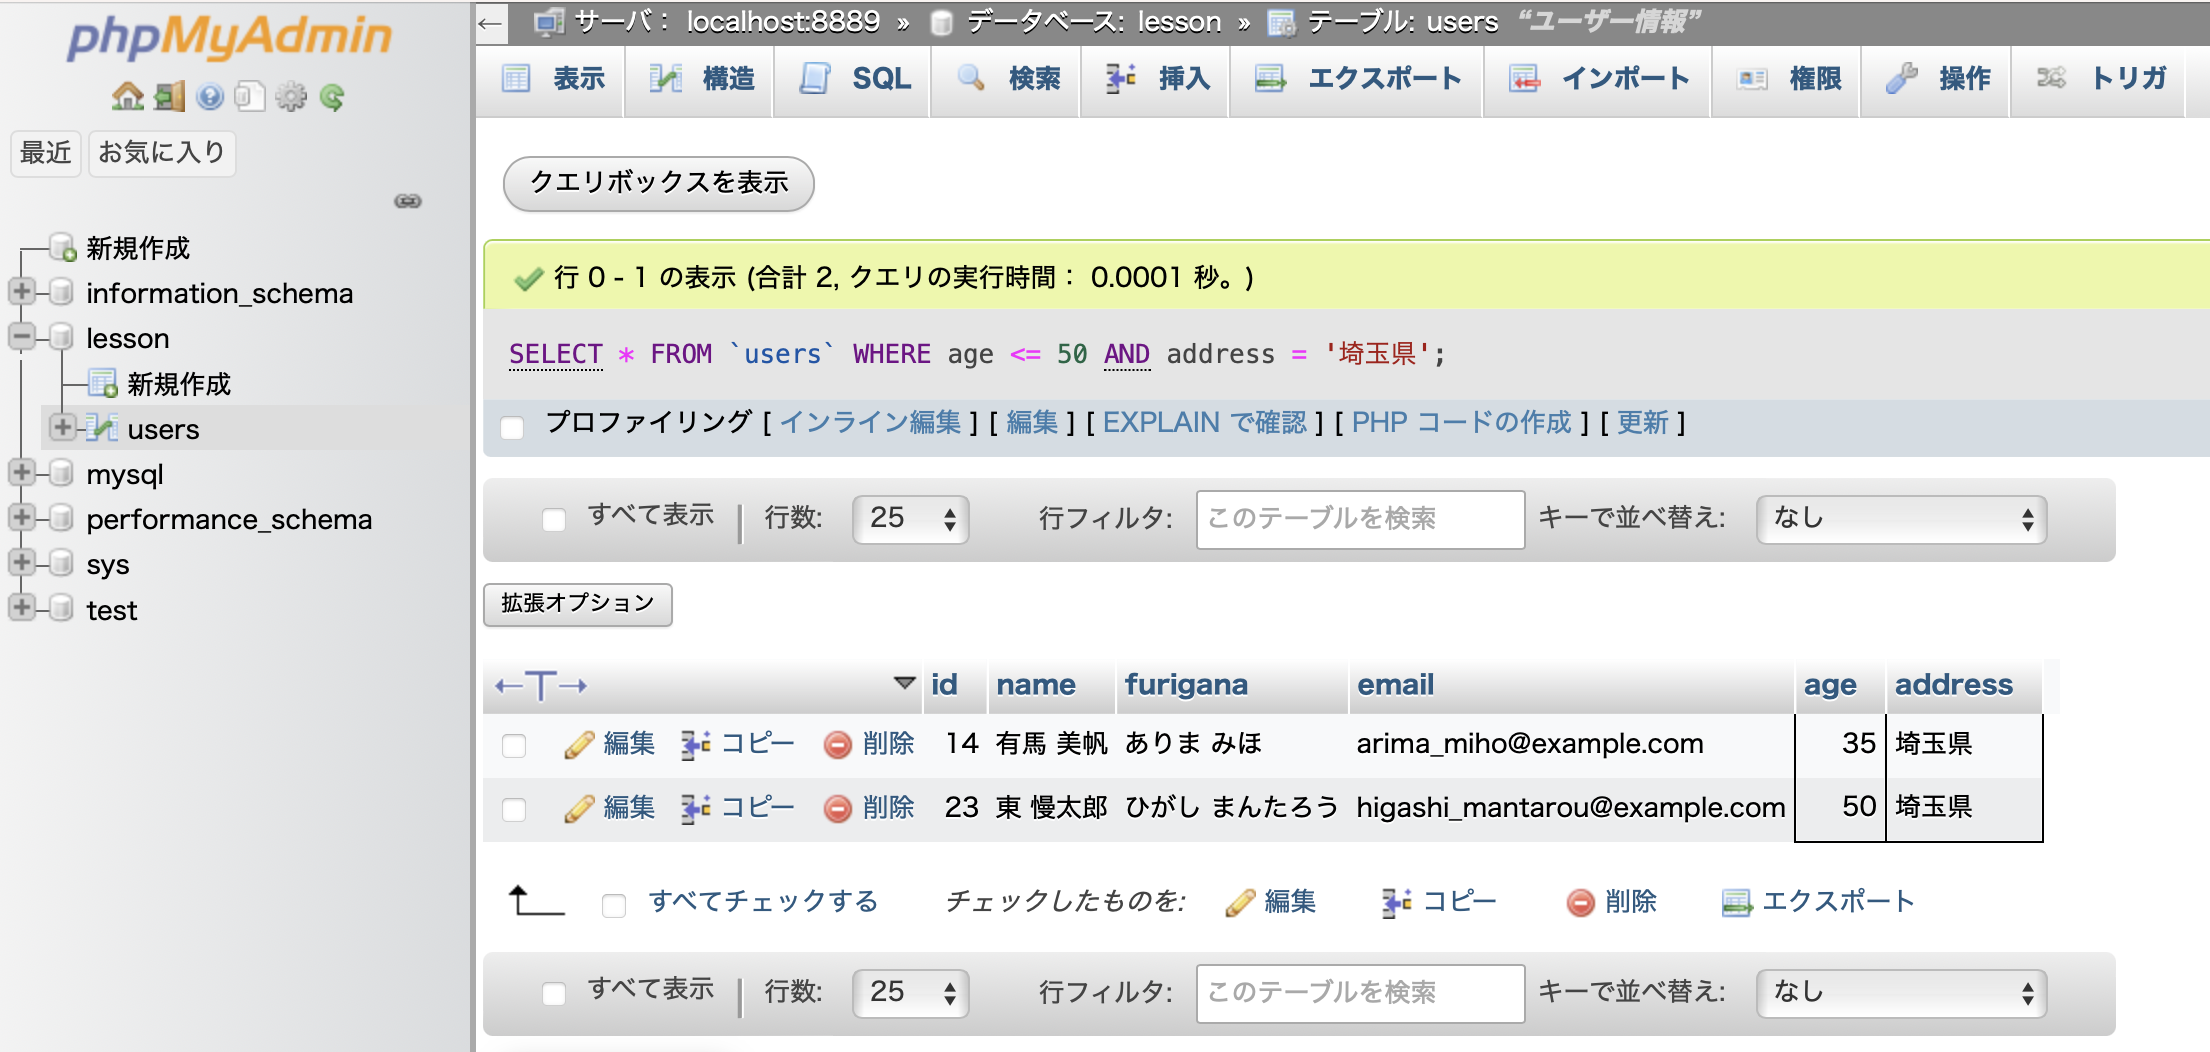 phpMyAdmin
最近 お気に入り
新規作成
information_schema
lesson
新規作成
users
mysql
performance_schema
sys
test
← サーバ： localhost:8889 » データベース: lesson » テーブル: users “ユーザー情報”
表示 構造 SQL 検索 挿入 エクスポート インポート 権限 操作 トリガ
クエリボックスを表示
行 0 - 1 の表示 (合計 2, クエリの実行時間： 0.0001 秒。)
SELECT * FROM `users` WHERE age <= 50 AND address = '埼玉県';
プロファイリング [ インライン編集 ] [ 編集 ] [ EXPLAIN で確認 ] [ PHP コードの作成 ] [ 更新 ]
すべて表示 | 行数: 25 行フィルタ: このテーブルを検索 キーで並べ替え: なし
拡張オプション
←T→ id name furigana email age address
編集 コピー 削除 14 有馬 美帆 ありま みほ arima_miho@example.com 35 埼玉県
編集 コピー 削除 23 東 慢太郎 ひがし まんたろう higashi_mantarou@example.com 50 埼玉県
すべてチェックする チェックしたものを: 編集 コピー 削除 エクスポート
すべて表示 | 行数: 25 行フィルタ: このテーブルを検索 キーで並べ替え: なし